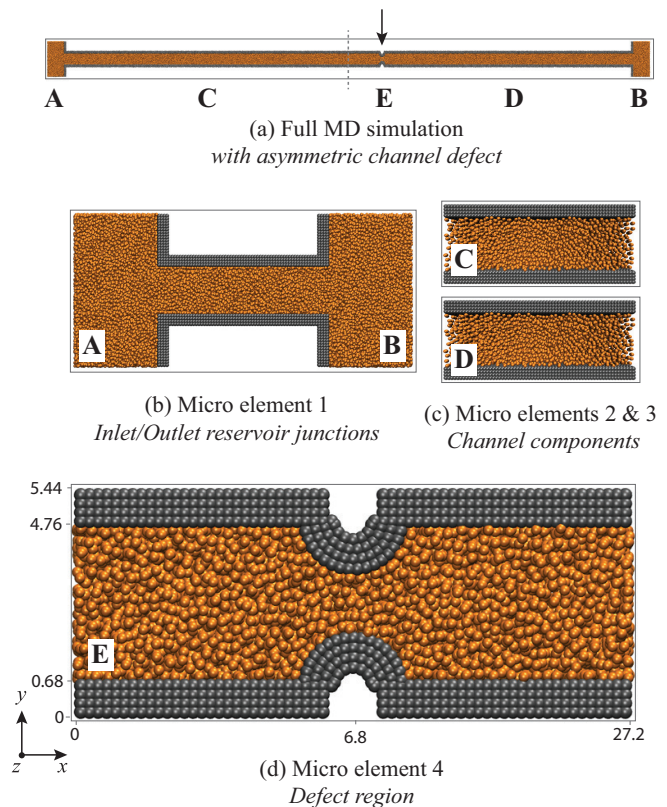 A C E D B
(a) Full MD simulation
with asymmetric channel defect
A B
(b) Micro element 1
Inlet/Outlet reservoir junctions
C
D
(c) Micro elements 2 & 3
Channel components
5.44
4.76
E
0.68
0
y
z x
0 6.8 27.2
(d) Micro element 4
Defect region